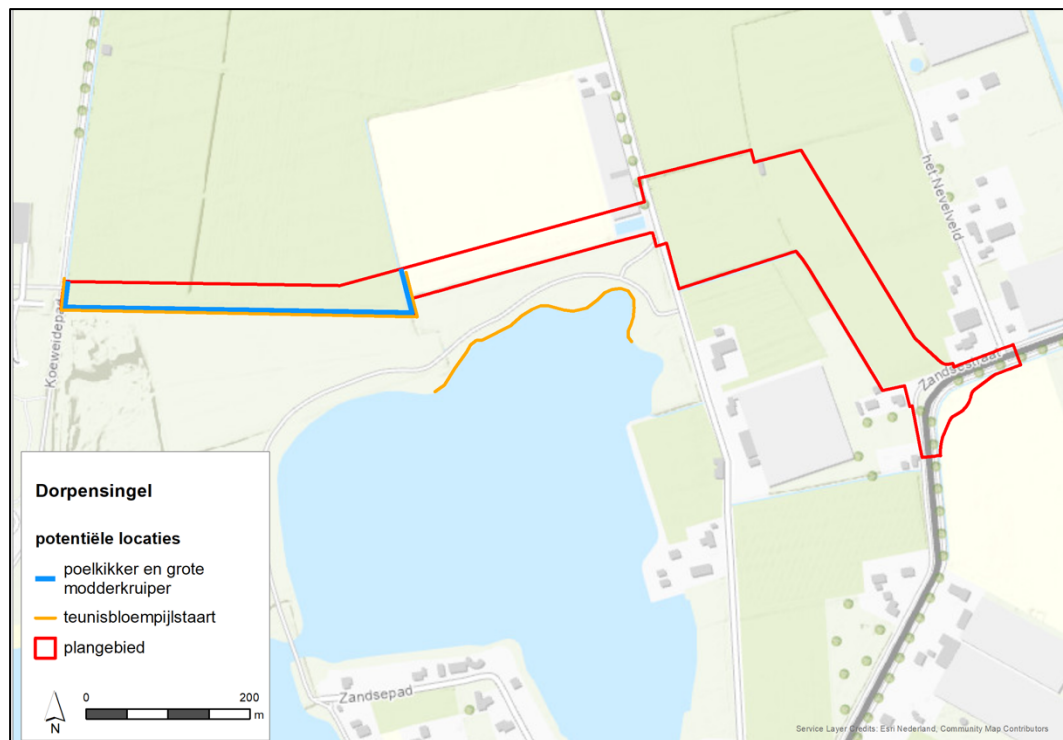 het Nevelveld
Koeweidepad
Zandsestraat
Dorpensingel
potentiële locaties
poelkikker en grote
modderkruiper
teunisbloempijlstaart
plangebied
0 200
m
N
Zandsepad
Service Layer Credits: Esri Nederland, Community Map Contributors